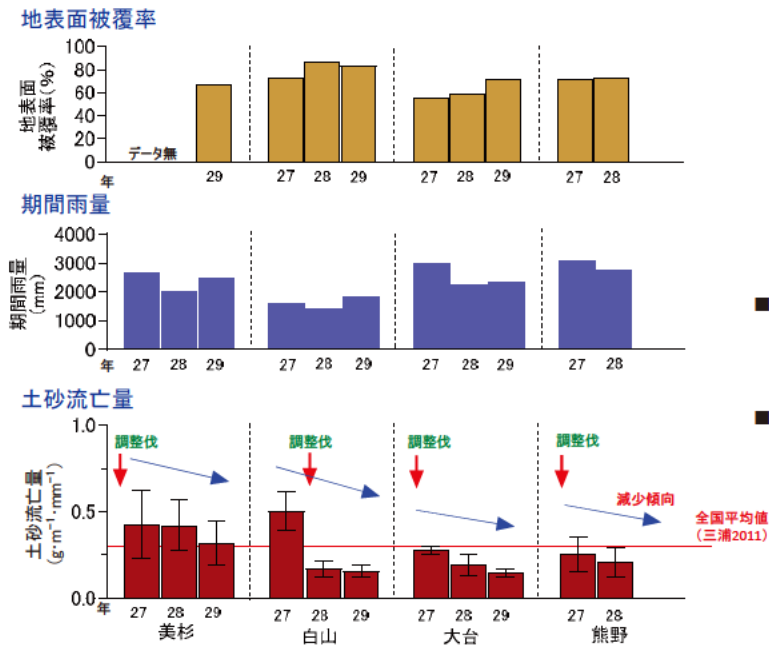 地表面被覆率
地表面
被覆率(%)
100
80
60
40
20
0
データ無
年
29
27
28
29
27
28
29
27
28
期間雨量
期間雨量
(mm)
4000
3000
2000
1000
0
年
27
28
29
27
28
29
27
28
29
27
28
土砂流亡量
土砂流亡量
(g·m⁻¹·mm⁻¹)
1.0
0.5
0.0
調整伐
調整伐
調整伐
調整伐
減少傾向
全国平均値
(三浦2011)
年
27
28
29
27
28
29
27
28
29
27
28
美杉
白山
大台
熊野